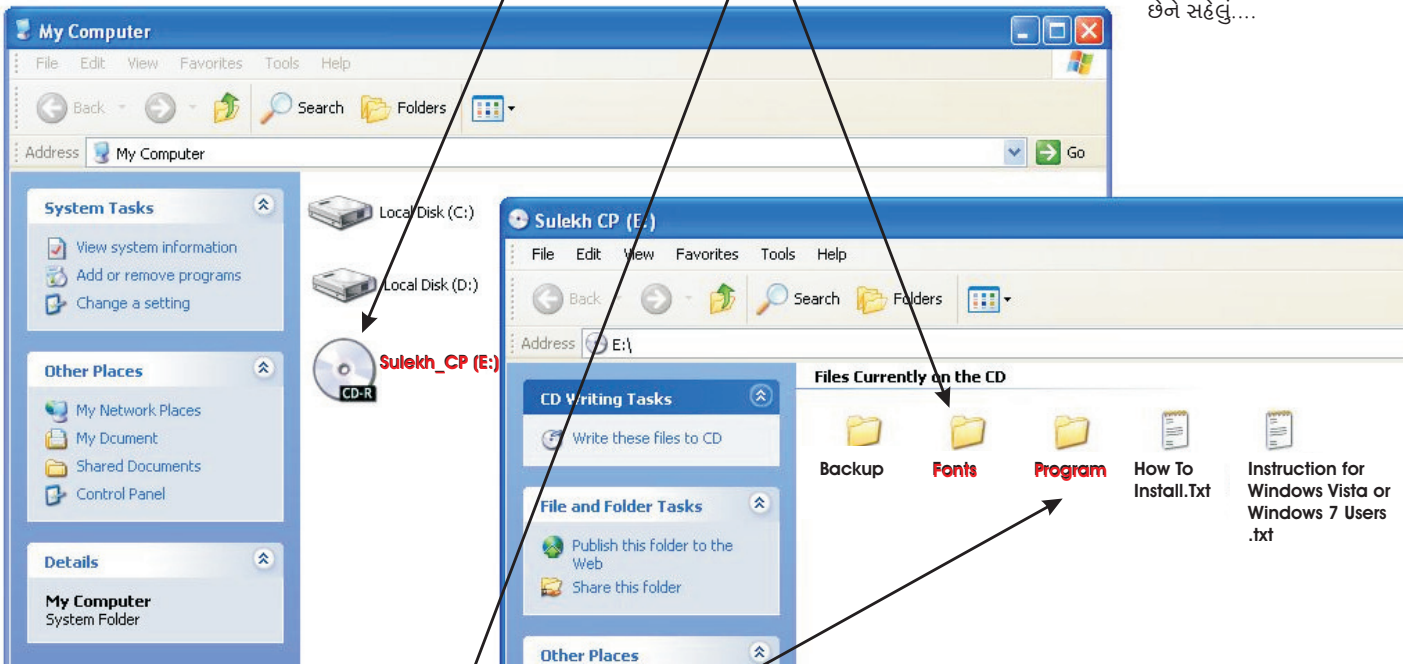 છેને સહેલું....
My Computer
File Edit View Favorites Tools Help
Back Search Folders
Address My Computer Go
System Tasks
View system information
Add or remove programs
Change a setting
Other Places
My Network Places
My Dcument
Shared Documents
Control Panel
Details
My Computer
System Folder
Local Disk (C:)
Local Disk (D:)
CD-R
Sulekh_CP (E:)
Sulekh CP (E:)
File Edit View Favorites Tools Help
Back Search Folders
Address E:\
CD Writing Tasks
Write these files to CD
File and Folder Tasks
Publish this folder to the
Web
Share this folder
Other Places
Files Currently on the CD
Backup
Fonts
Program
How To
Install.Txt
Instruction for
Windows Vista or
Windows 7 Users
.txt